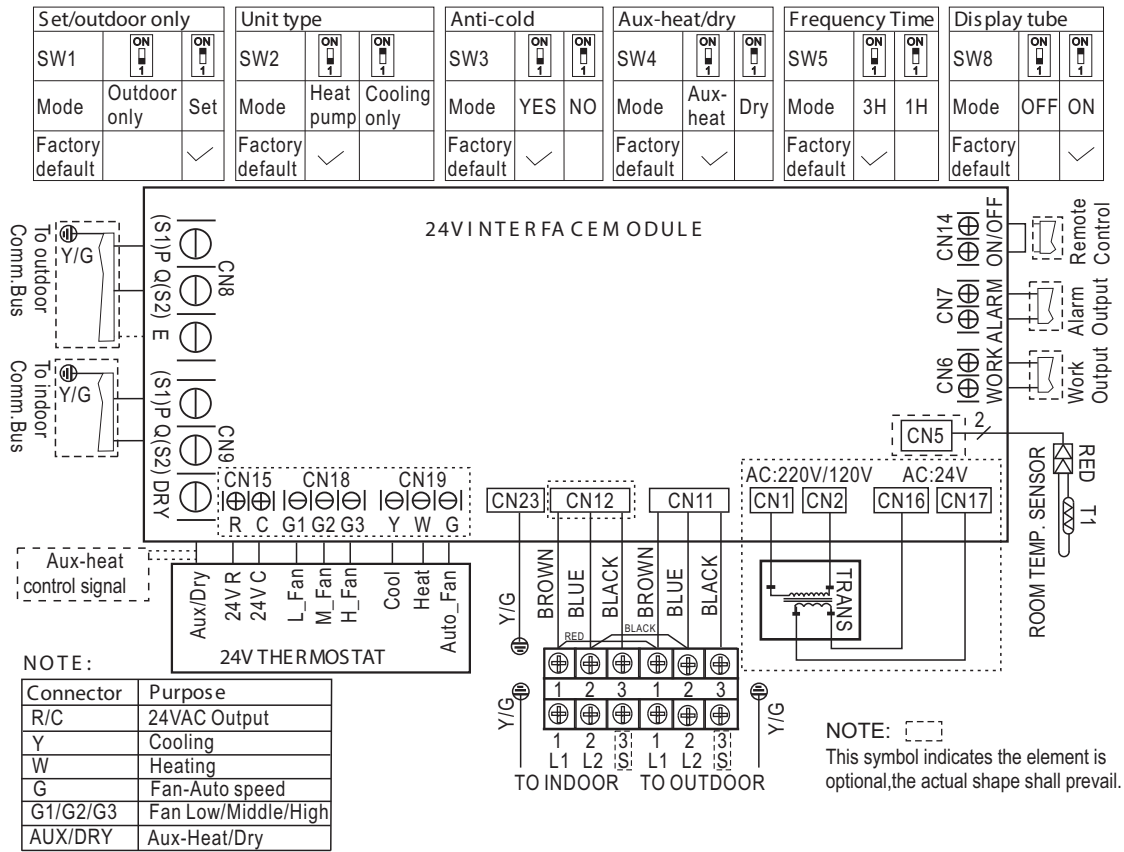 Set/outdoor only
SW1
ON
1
ON
1
Mode
Outdoor only
Set
Factory default
Unit type
SW2
ON
1
ON
1
Mode
Heat pump
Cooling only
Factory default
Anti-cold
SW3
ON
1
ON
1
Mode
YES
NO
Factory default
Aux-heat/dry
SW4
ON
1
ON
1
Mode
Aux-heat
Dry
Factory default
Frequency Time
SW5
ON
1
ON
1
Mode
3H
1H
Factory default
Display tube
SW8
ON
1
ON
1
Mode
OFF
ON
Factory default
24V INTERFACE MODULE
To outdoor
Comm.Bus
Y/G
(S1)P Q(S2) E
CN8
To indoor
Comm.Bus
Y/G
(S1)P Q(S2) DRY
CN9
CN14
ON/OFF
Remote
Control
CN7
ALARM
Alarm
Output
CN6
WORK
Work
Output
CN5
2
RED
T1
ROOM TEMP. SENSOR
CN15 CN18 CN19
R C G1 G2 G3 Y W G
CN23
CN12
CN11
AC:220V/120V AC:24V
CN1 CN2 CN16 CN17
TRANS
Aux-heat
control signal
Aux/Dry
24V R
24V C
L_Fan
M_Fan
H_Fan
Cool
Heat
Auto_Fan
24V THERMOSTAT
Y/G
BROWN
BLUE
BLACK
BROWN
BLUE
BLACK
RED
BLACK
1 2 3 1 2 3
Y/G
Y/G
1 2 3 1 2 3
L1 L2 S L1 L2 S
TO INDOOR TO OUTDOOR
NOTE:
Connector Purpose
R/C 24VAC Output
Y Cooling
W Heating
G Fan-Auto speed
G1/G2/G3 Fan Low/Middle/High
AUX/DRY Aux-Heat/Dry
NOTE:
This symbol indicates the element is
optional,the actual shape shall prevail.